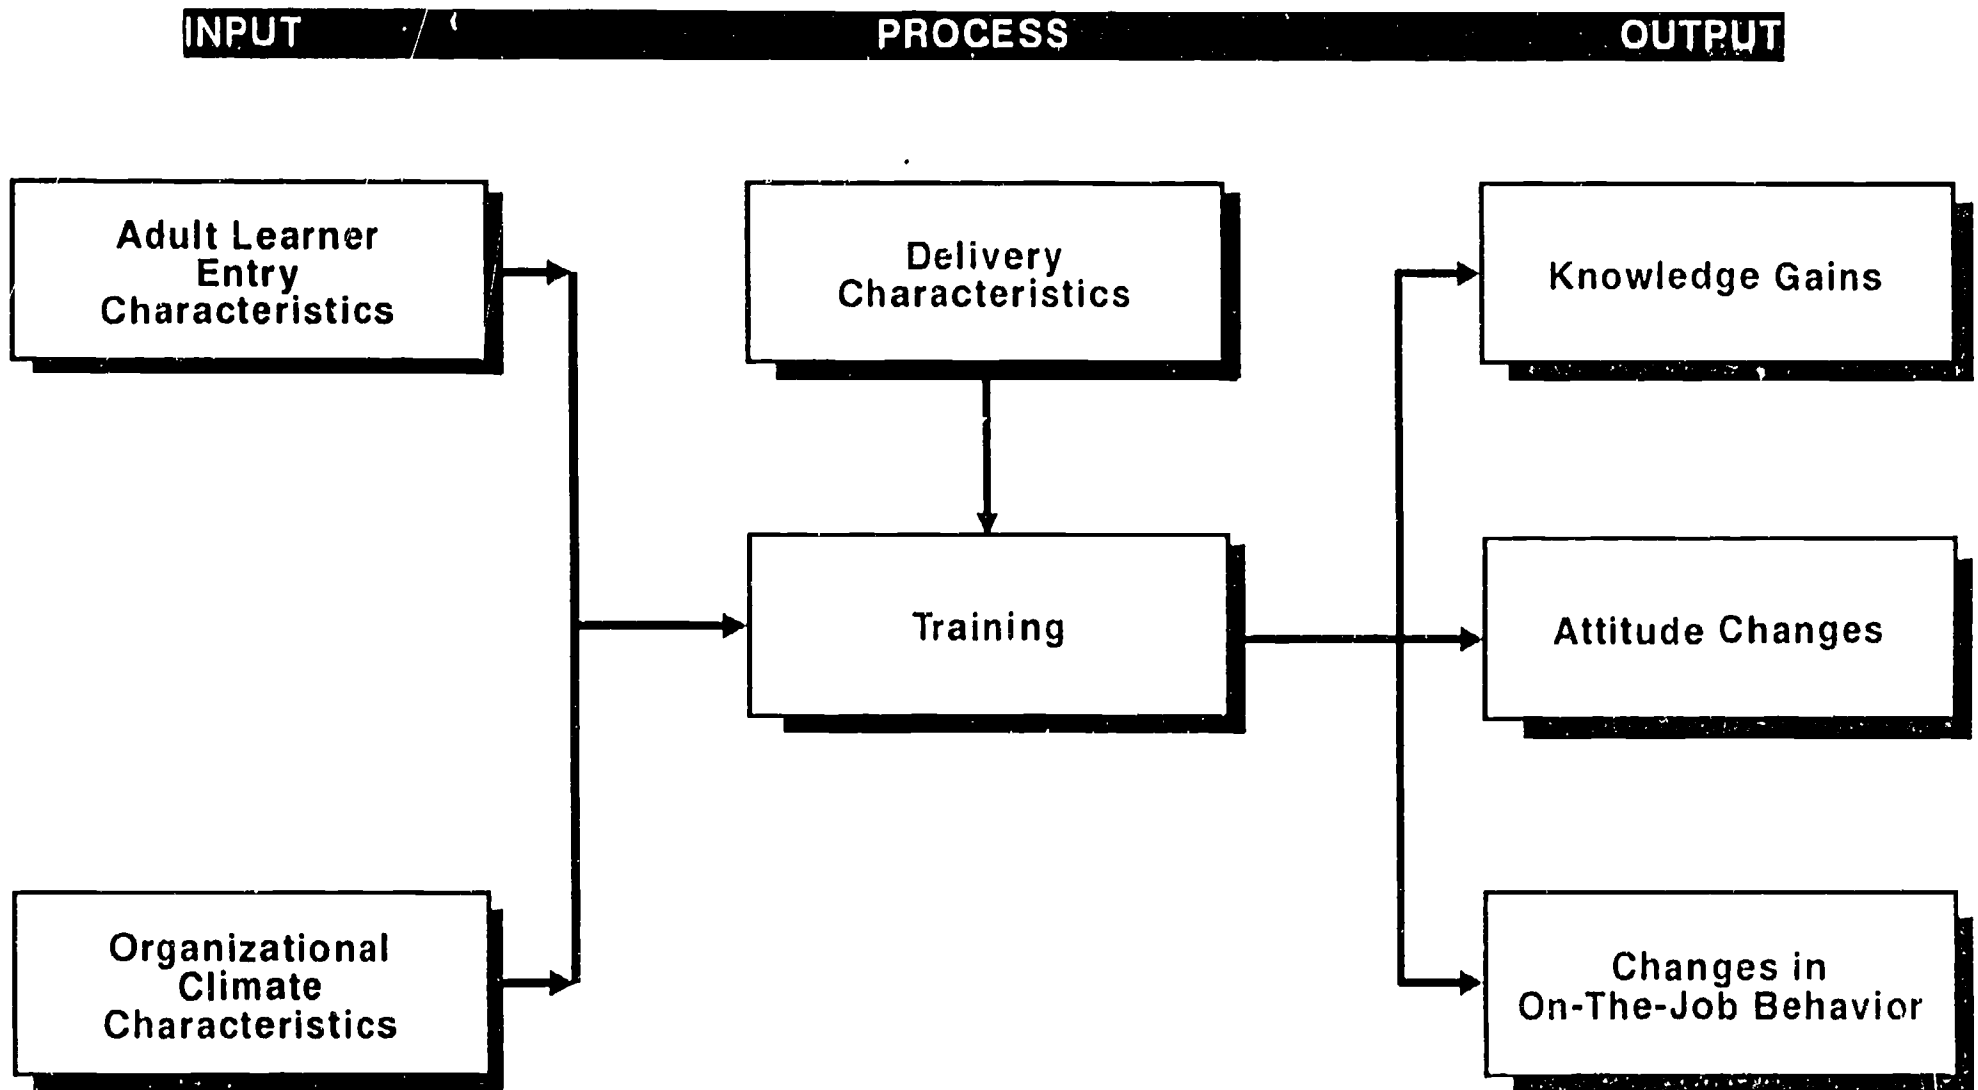 INPUT PROCESS OUTPUT
Adult Learner
Entry
Characteristics
Delivery
Characteristics
Knowledge Gains
Training
Attitude Changes
Organizational
Climate
Characteristics
Changes in
On-The-Job Behavior